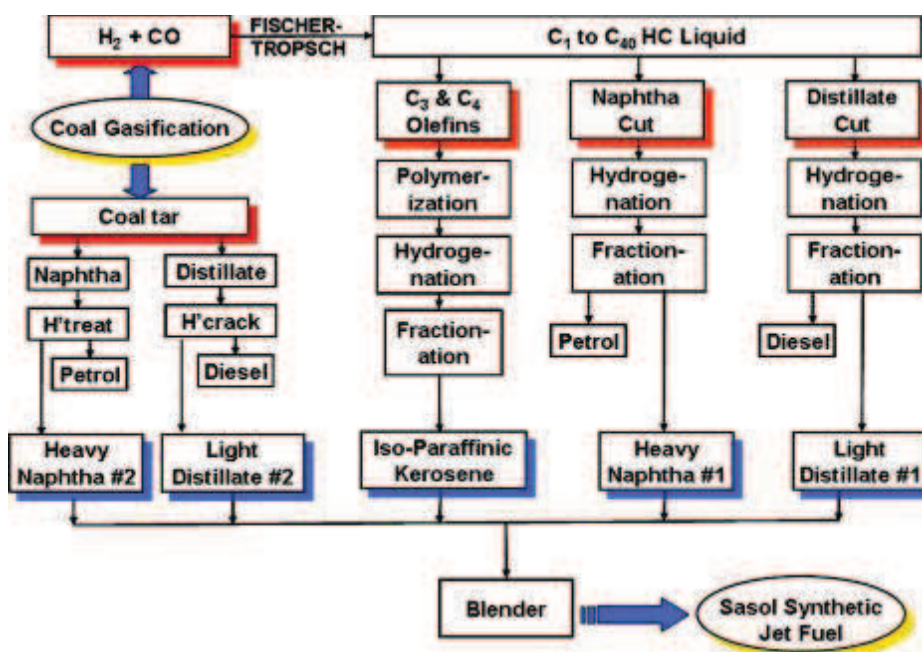 H2 + CO
FISCHER-
TROPSCH
C1 to C40 HC Liquid
Coal Gasification
C3 & C4
Olefins
Naphtha
Cut
Distillate
Cut
Polymer-
ization
Hydroge-
nation
Hydroge-
nation
Coal tar
Naphtha
Distillate
Hydroge-
nation
Fraction-
ation
Fraction-
ation
H'treat
H'crack
Fraction-
ation
Petrol
Diesel
Petrol
Diesel
Heavy
Naphtha #2
Light
Distillate #2
Iso-Paraffinic
Kerosene
Heavy
Naphtha #1
Light
Distillate #1
Blender
Sasol Synthetic
Jet Fuel